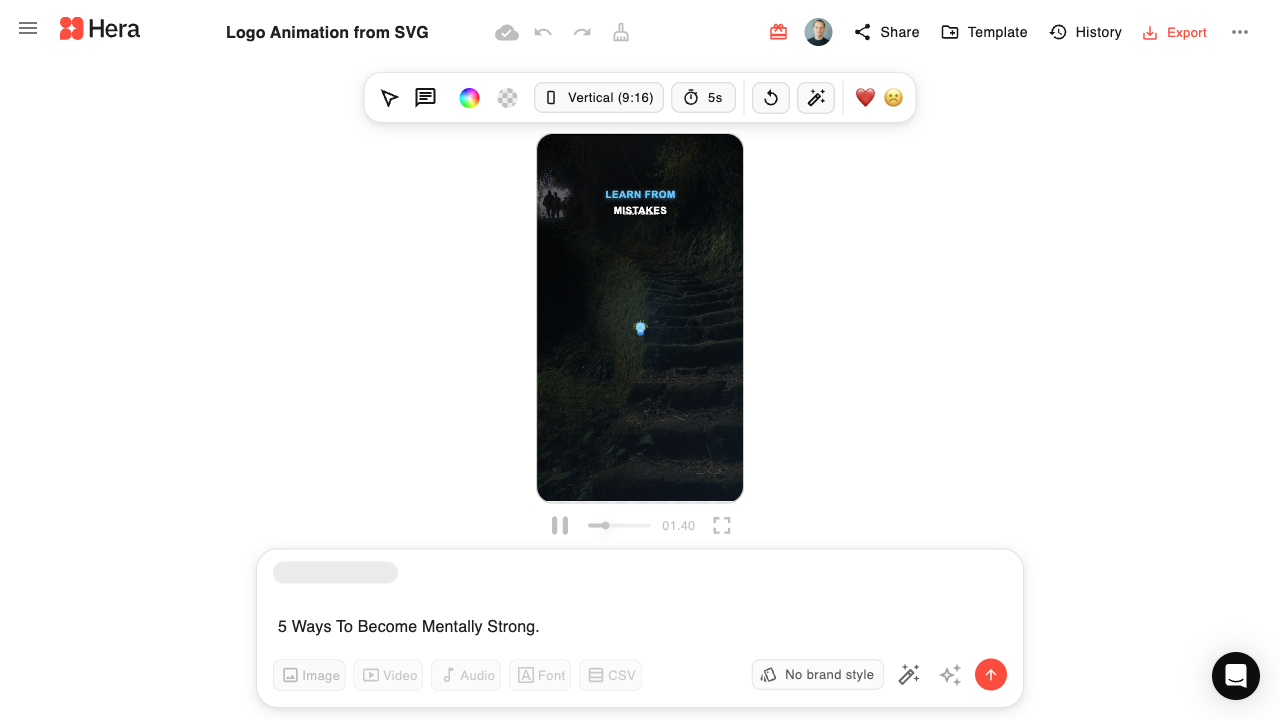 Hera
Logo Animation from SVG
Share
Template
History
Export
Vertical (9:16)
5s
LEARN FROM
MISTAKES
01.40
5 Ways To Become Mentally Strong.
Image
Video
Audio
Font
CSV
No brand style